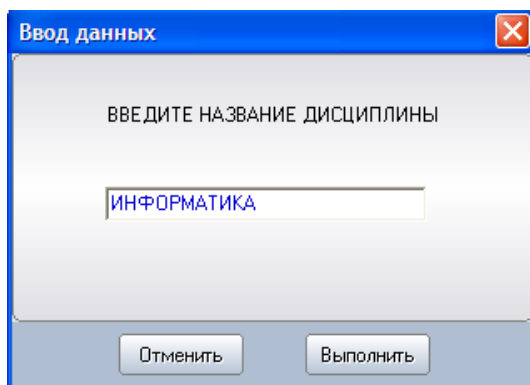 Ввод данных
ВВЕДИТЕ НАЗВАНИЕ ДИСЦИПЛИНЫ
ИНФОРМАТИКА
Отменить Выполнить